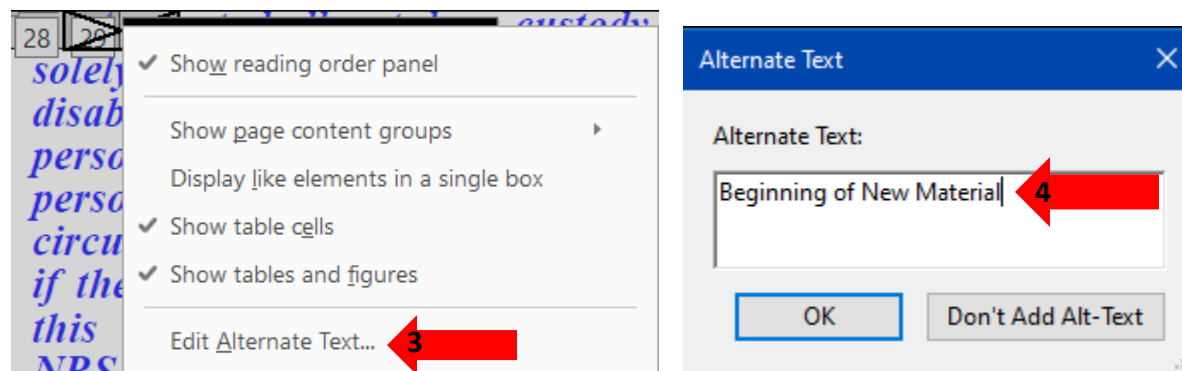 custody
28 29
solely
disab
perso
perso
circu
if the
this
NRS
Show reading order panel
Show page content groups
Display like elements in a single box
Show table cells
Show tables and figures
Edit Alternate Text...
3
Alternate Text
Alternate Text:
Beginning of New Material
4
OK
Don't Add Alt-Text